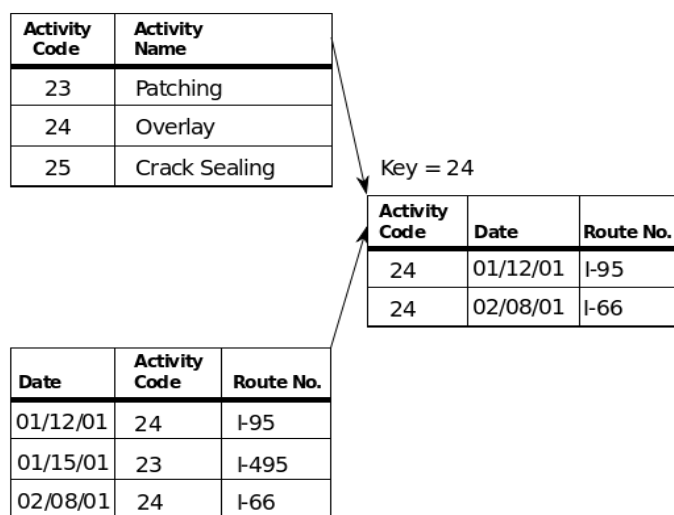 Activity Code Activity Name
23 Patching
24 Overlay
25 Crack Sealing
Key = 24
Activity Code Date Route No.
24 01/12/01 I-95
24 02/08/01 I-66
Date Activity Code Route No.
01/12/01 24 I-95
01/15/01 23 I-495
02/08/01 24 I-66